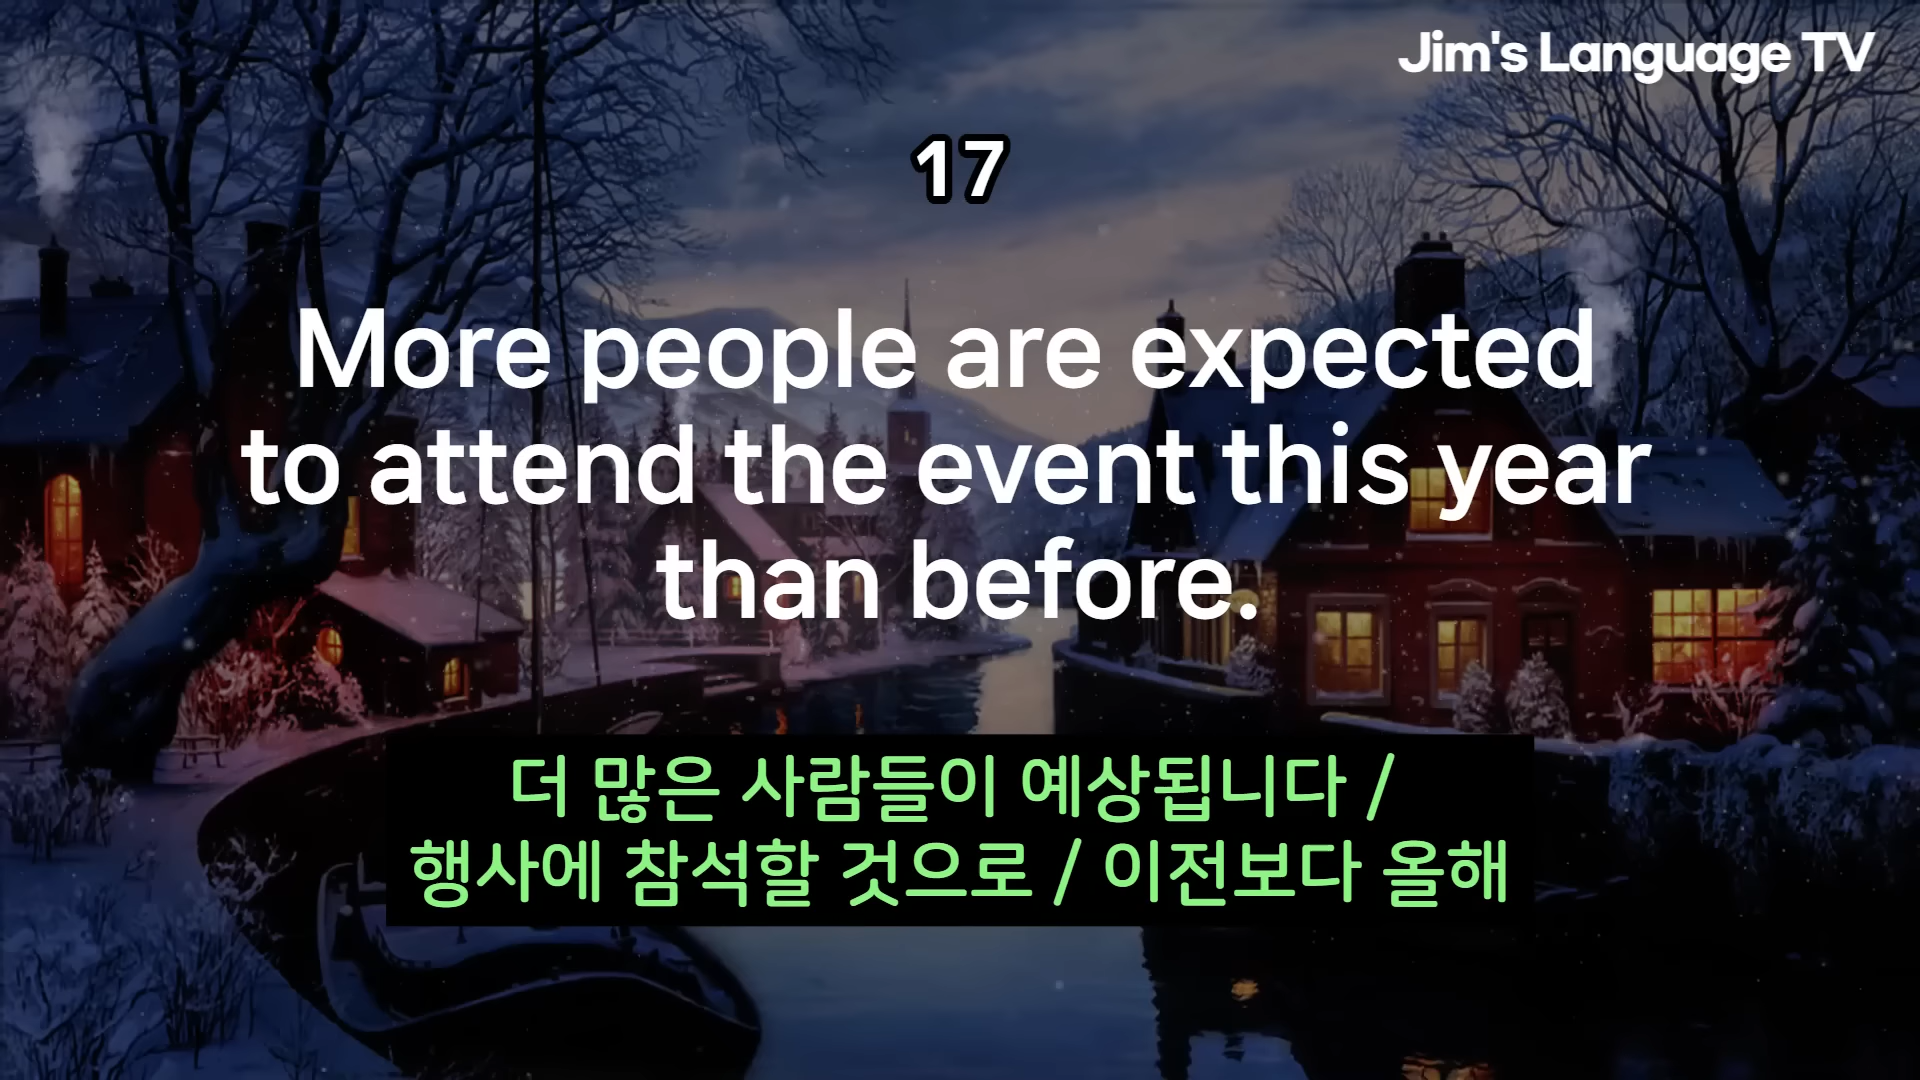 Jim's Language TV
17
More people are expected
to attend the event this year
than before.
더 많은 사람들이 예상됩니다 /
행사에 참석할 것으로 / 이전보다 올해